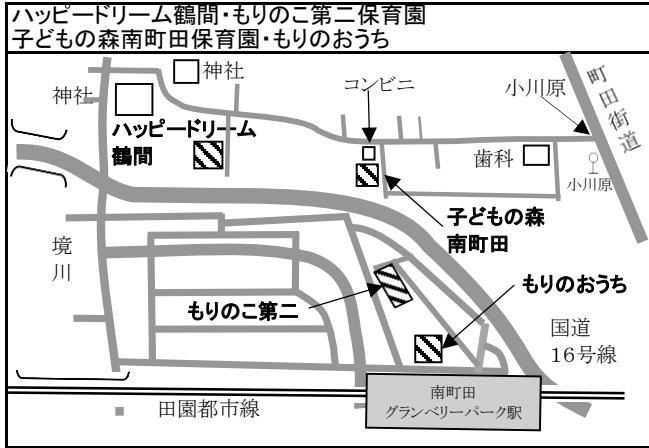 ハッピードリーム鶴間・もりのこ第二保育園
子どもの森南町田保育園・もりのおうち
神社
神社
コンビニ
小川原
町田街道
ハッピードリーム
鶴間
歯科
小川原
子どもの森
南町田
境川
もりのこ第二
もりのおうち
国道
16号線
南町田
グランベリーパーク駅
田園都市線